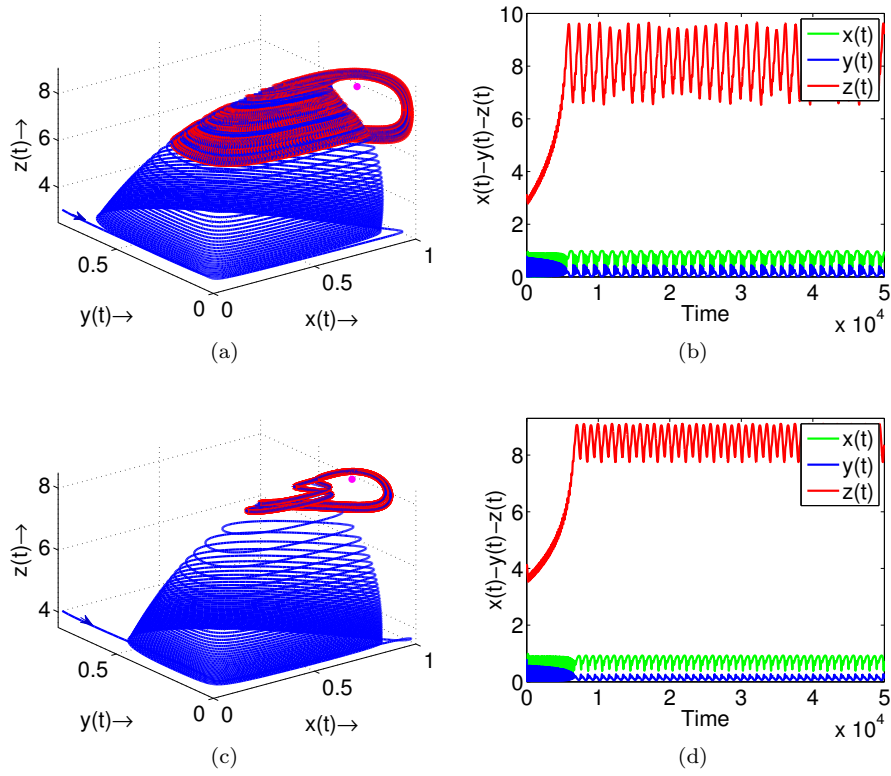 8
6
4
z(t)→
0.5
0
0
0.5
1
y(t)→
x(t)→
(a)
10
8
6
4
2
0
x(t)−y(t)−z(t)
x(t)
y(t)
z(t)
0 1 2 3 4 5
Time
x 10^4
(b)
8
6
4
z(t)→
0.5
0
0
0.5
1
y(t)→
x(t)→
(c)
8
6
4
2
0
x(t)−y(t)−z(t)
x(t)
y(t)
z(t)
0 1 2 3 4 5
Time
x 10^4
(d)